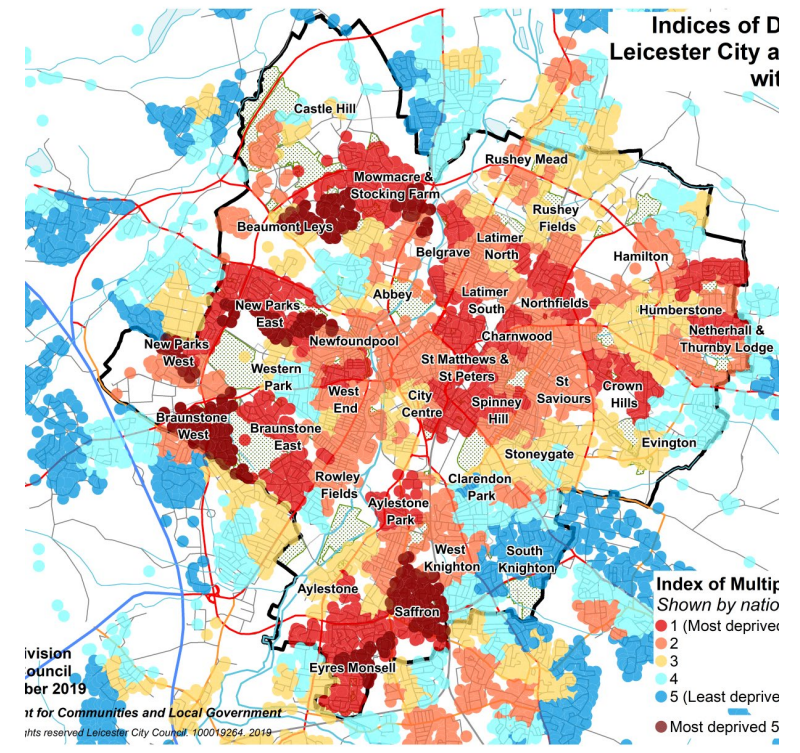 Indices of D
Leicester City a
wit
Castle Hill
Rushey Mead
Mowmacre &
Stocking Farm
Rushey
Fields
Beaumont Leys
Latimer
North
Belgrave
Hamilton
Abbey
Latimer
South
New Parks
East
Northfields
Humberstone
Netherhall &
Thurnby Lodge
Newfoundpool
Charnwood
New Parks
West
St Matthews &
St Peters
Western
Park
West
End
City
Centre
Spinney
Hill
St
Saviours
Crown
Hills
Braunstone
West
Braunstone
East
Evington
Stoneygate
Rowley
Fields
Clarendon
Park
Aylestone
Park
West
Knighton
South
Knighton
Aylestone
Saffron
Eyres Monsell
Index of Multip
Shown by natio
1 (Most deprive
2
3
4
5 (Least deprive
Most deprived 5
ivision
ouncil
ber 2019
nt for Communities and Local Government
ghts reserved Leicester City Council. 100019264. 2019